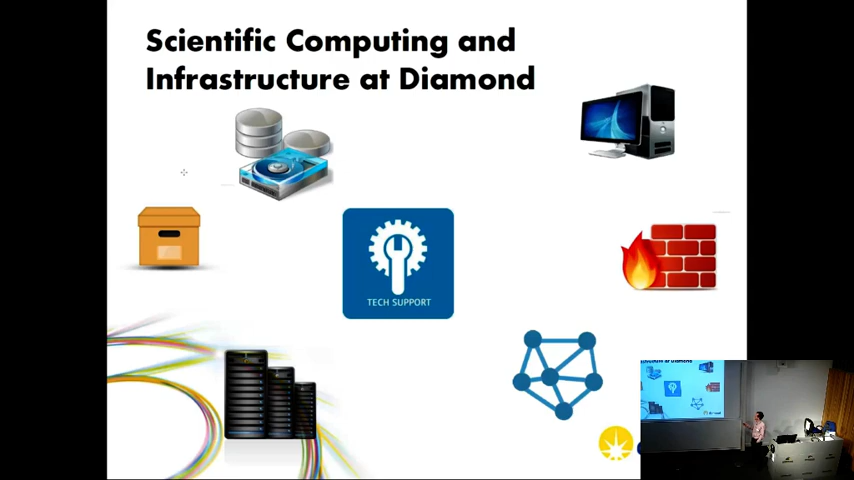 Scientific Computing and
Infrastructure at Diamond
TECH SUPPORT